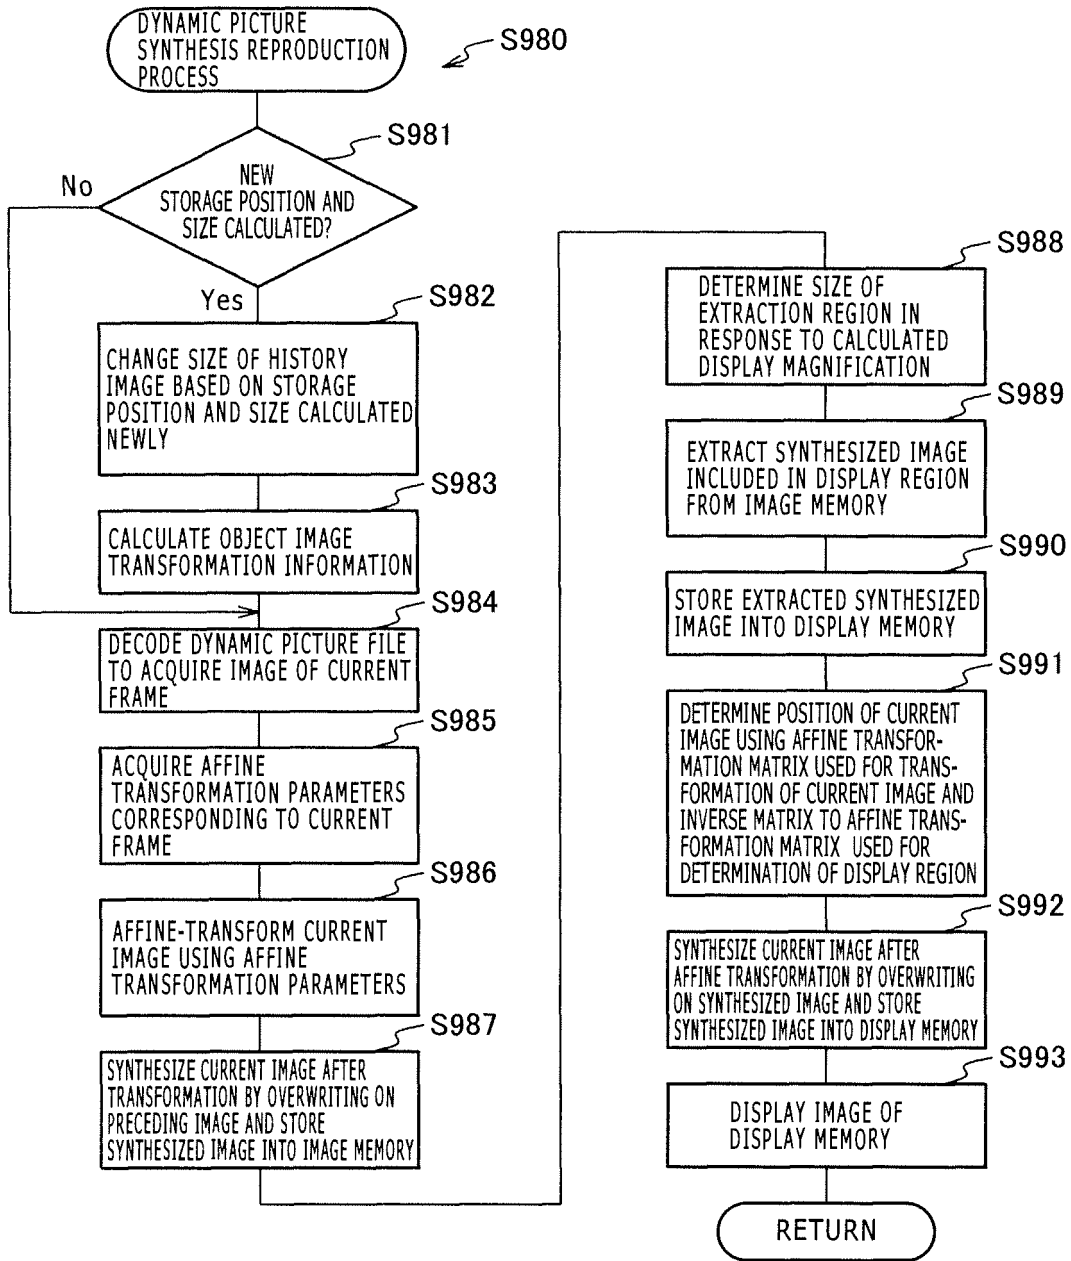 DYNAMIC PICTURE
SYNTHESIS REPRODUCTION
PROCESS
S980
S981
NEW
STORAGE POSITION AND
SIZE CALCULATED?
No
Yes
S982
CHANGE SIZE OF HISTORY
IMAGE BASED ON STORAGE
POSITION AND SIZE CALCULATED
NEWLY
S983
CALCULATE OBJECT IMAGE
TRANSFORMATION INFORMATION
S984
DECODE DYNAMIC PICTURE FILE
TO ACQUIRE IMAGE OF CURRENT
FRAME
S985
ACQUIRE AFFINE
TRANSFORMATION PARAMETERS
CORRESPONDING TO CURRENT
FRAME
S986
AFFINE-TRANSFORM CURRENT
IMAGE USING AFFINE
TRANSFORMATION PARAMETERS
S987
SYNTHESIZE CURRENT IMAGE AFTER
TRANSFORMATION BY OVERWRITING ON
PRECEDING IMAGE AND STORE
SYNTHESIZED IMAGE INTO IMAGE MEMORY
S988
DETERMINE SIZE OF
EXTRACTION REGION IN
RESPONSE TO CALCULATED
DISPLAY MAGNIFICATION
S989
EXTRACT SYNTHESIZED IMAGE
INCLUDED IN DISPLAY REGION
FROM IMAGE MEMORY
S990
STORE EXTRACTED SYNTHESIZED
IMAGE INTO DISPLAY MEMORY
S991
DETERMINE POSITION OF CURRENT
IMAGE USING AFFINE TRANSFOR-
MATION MATRIX USED FOR TRANS-
FORMATION OF CURRENT IMAGE AND
INVERSE MATRIX TO AFFINE TRANS-
FORMATION MATRIX USED FOR
DETERMINATION OF DISPLAY REGION
S992
SYNTHESIZE CURRENT IMAGE AFTER
AFFINE TRANSFORMATION BY OVERWRITING
ON SYNTHESIZED IMAGE AND STORE
SYNTHESIZED IMAGE INTO DISPLAY MEMORY
S993
DISPLAY IMAGE OF
DISPLAY MEMORY
RETURN